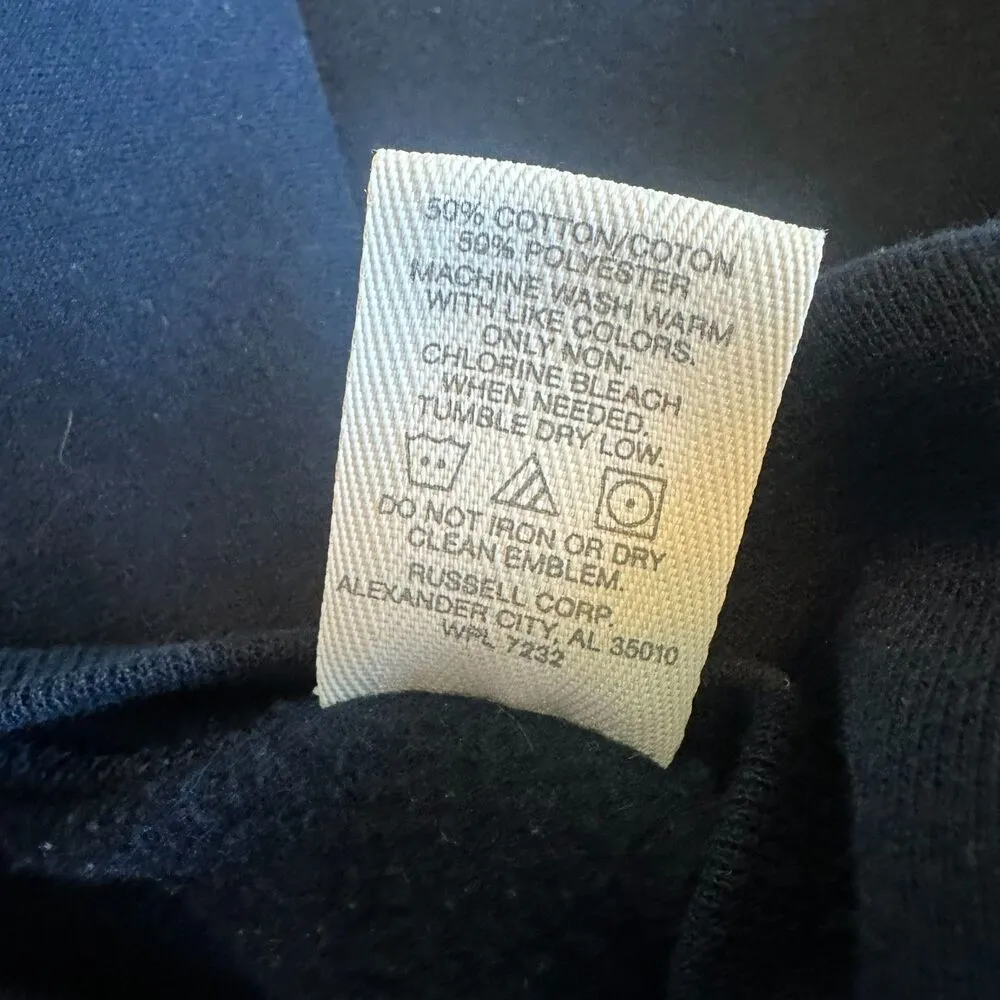 50% COTTON/COTON
50% POLYESTER
MACHINE WASH WARM
WITH LIKE COLORS.
ONLY NON-
CHLORINE BLEACH
WHEN NEEDED.
TUMBLE DRY LOW.
DO NOT IRON OR DRY
CLEAN EMBLEM.
RUSSELL CORP.
ALEXANDER CITY, AL 35010
WPL 7232